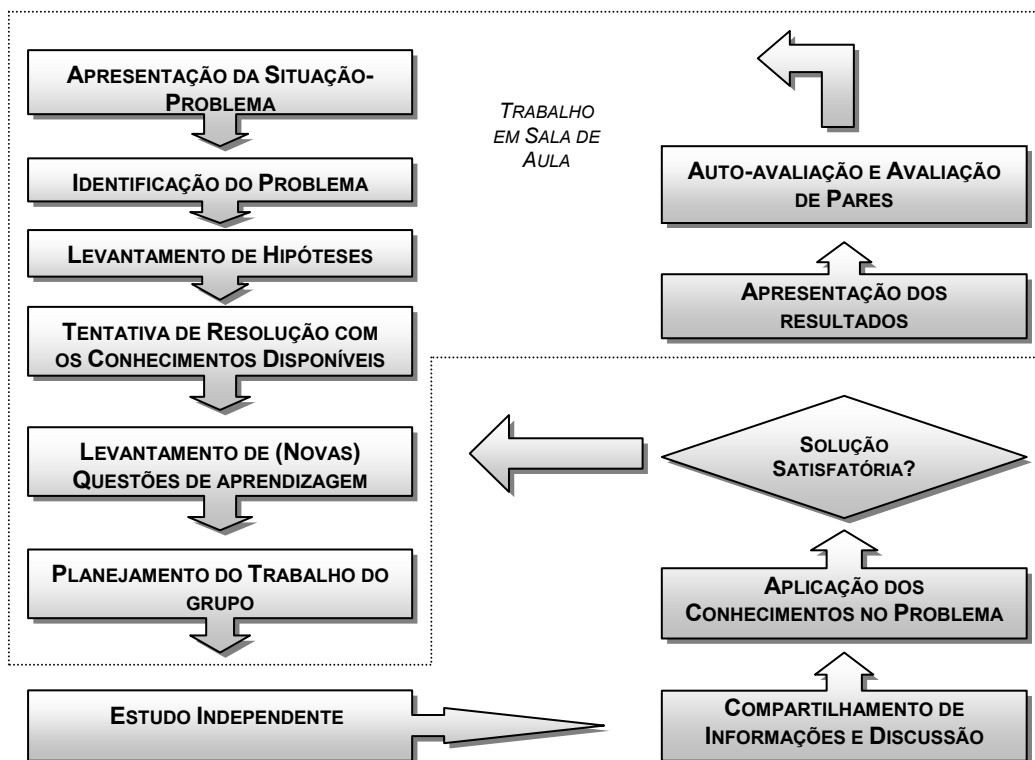 APRESENTAÇÃO DA SITUAÇÃO-
PROBLEMA
IDENTIFICAÇÃO DO PROBLEMA
LEVANTAMENTO DE HIPÓTESES
TENTATIVA DE RESOLUÇÃO COM
OS CONHECIMENTOS DISPONÍVEIS
LEVANTAMENTO DE (NOVAS)
QUESTÕES DE APRENDIZAGEM
PLANEJAMENTO DO TRABALHO DO
GRUPO
ESTUDO INDEPENDENTE
TRABALHO
EM SALA DE
AULA
AUTO-AVALIAÇÃO E AVALIAÇÃO
DE PARES
APRESENTAÇÃO DOS
RESULTADOS
SOLUÇÃO
SATISFATÓRIA?
APLICAÇÃO DOS
CONHECIMENTOS NO PROBLEMA
COMPARTILHAMENTO DE
INFORMAÇÕES E DISCUSSÃO